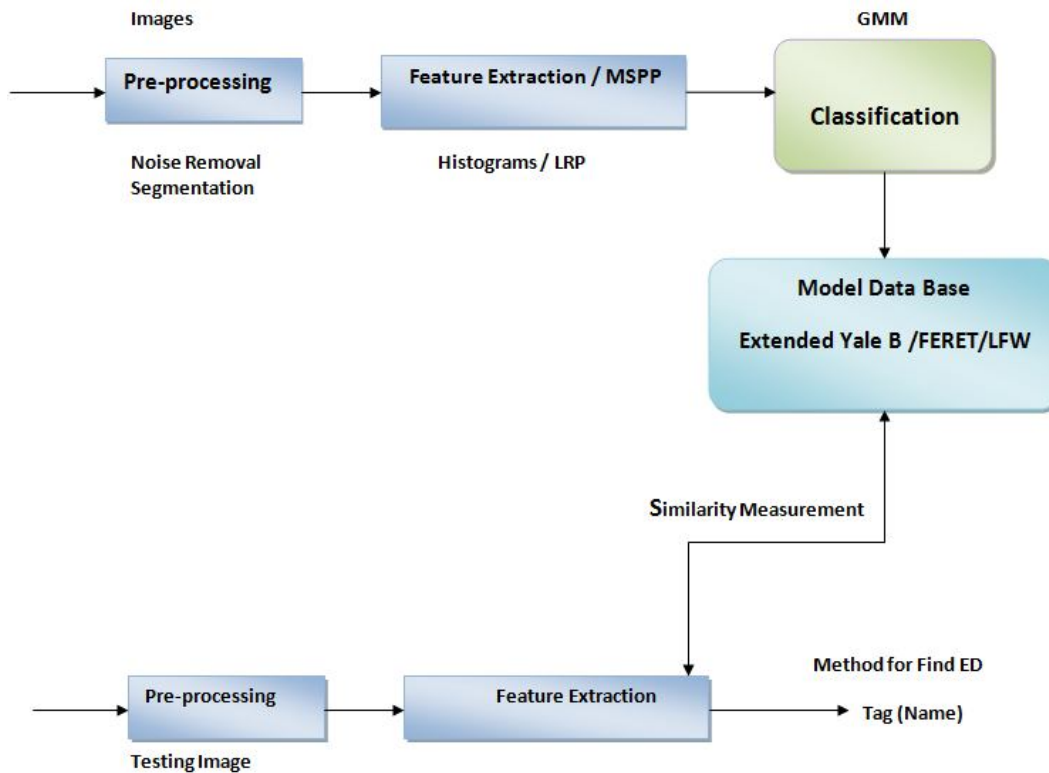 Images
GMM
Pre-processing
Feature Extraction / MSPP
Classification
Noise Removal
Segmentation
Histograms / LRP
Model Data Base
Extended Yale B /FERET/LFW
Similarity Measurement
Method for Find ED
Pre-processing
Feature Extraction
Tag (Name)
Testing Image